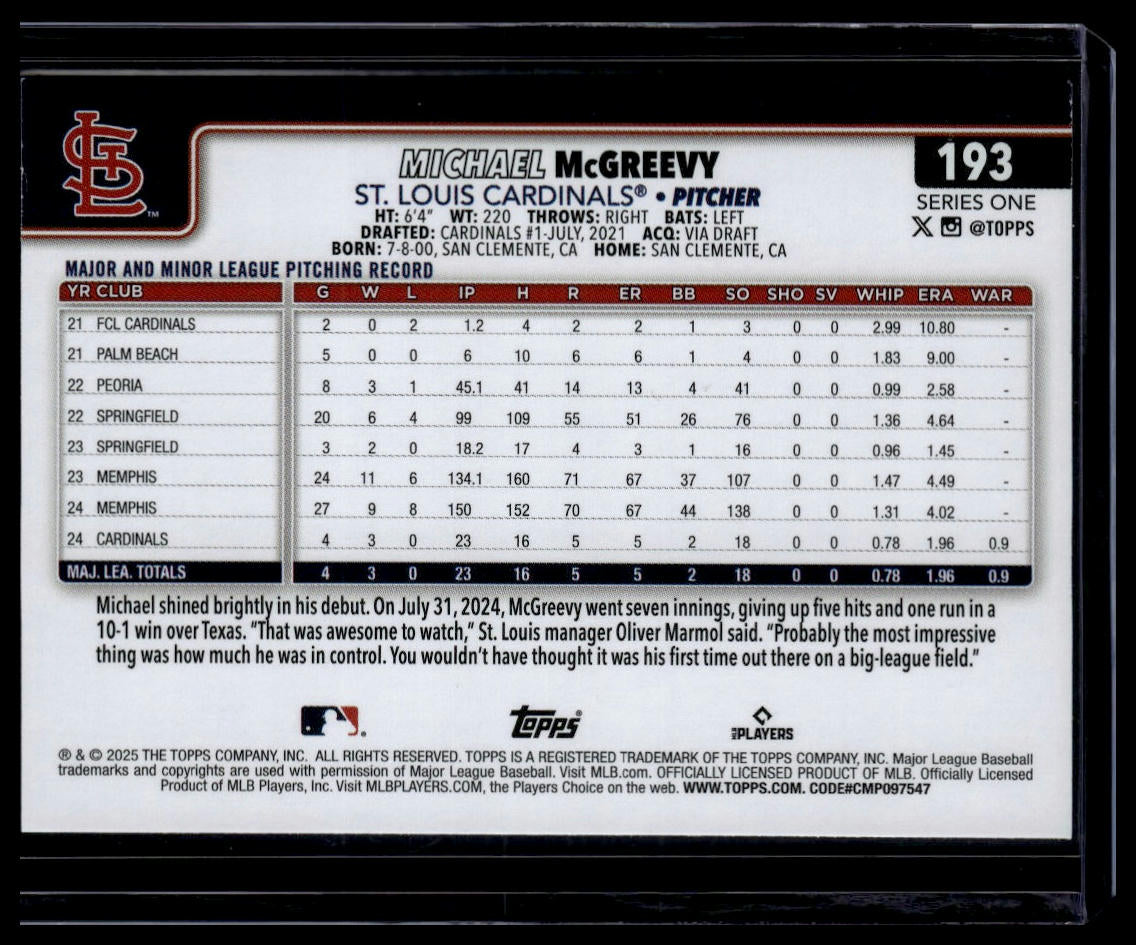 STL
™
MICHAEL McGREEVY
193
ST. LOUIS CARDINALS® • PITCHER
SERIES ONE
HT: 6'4" WT: 220 THROWS: RIGHT BATS: LEFT
@TOPPS
DRAFTED: CARDINALS #1-JULY, 2021 ACQ: VIA DRAFT
BORN: 7-8-00, SAN CLEMENTE, CA HOME: SAN CLEMENTE, CA
MAJOR AND MINOR LEAGUE PITCHING RECORD
YR CLUB G W L IP H R ER BB SO SHO SV WHIP ERA WAR
21 FCL CARDINALS 2 0 2 1.2 4 2 2 1 3 0 0 2.99 10.80 -
21 PALM BEACH 5 0 0 6 10 6 6 1 4 0 0 1.83 9.00 -
22 PEORIA 8 3 1 45.1 41 14 13 4 41 0 0 0.99 2.58 -
22 SPRINGFIELD 20 6 4 99 109 55 51 26 76 0 0 1.36 4.64 -
23 SPRINGFIELD 3 2 0 18.2 17 4 3 1 16 0 0 0.96 1.45 -
23 MEMPHIS 24 11 6 134.1 160 71 67 37 107 0 0 1.47 4.49 -
24 MEMPHIS 27 9 8 150 152 70 67 44 138 0 0 1.31 4.02 -
24 CARDINALS 4 3 0 23 16 5 5 2 18 0 0 0.78 1.96 0.9
MAJ. LEA. TOTALS 4 3 0 23 16 5 5 2 18 0 0 0.78 1.96 0.9
Michael shined brightly in his debut. On July 31, 2024, McGreevy went seven innings, giving up five hits and one run in a
10-1 win over Texas. "That was awesome to watch," St. Louis manager Oliver Marmol said. "Probably the most impressive
thing was how much he was in control. You wouldn't have thought it was his first time out there on a big-league field."
Topps®
MLB PLAYERS
® & © 2025 THE TOPPS COMPANY, INC. ALL RIGHTS RESERVED. TOPPS IS A REGISTERED TRADEMARK OF THE TOPPS COMPANY, INC. Major League Baseball
trademarks and copyrights are used with permission of Major League Baseball. Visit MLB.com. OFFICIALLY LICENSED PRODUCT OF MLB. Officially Licensed
Product of MLB Players, Inc. Visit MLBPLAYERS.COM, the Players Choice on the web. WWW.TOPPS.COM. CODE#CMP097547